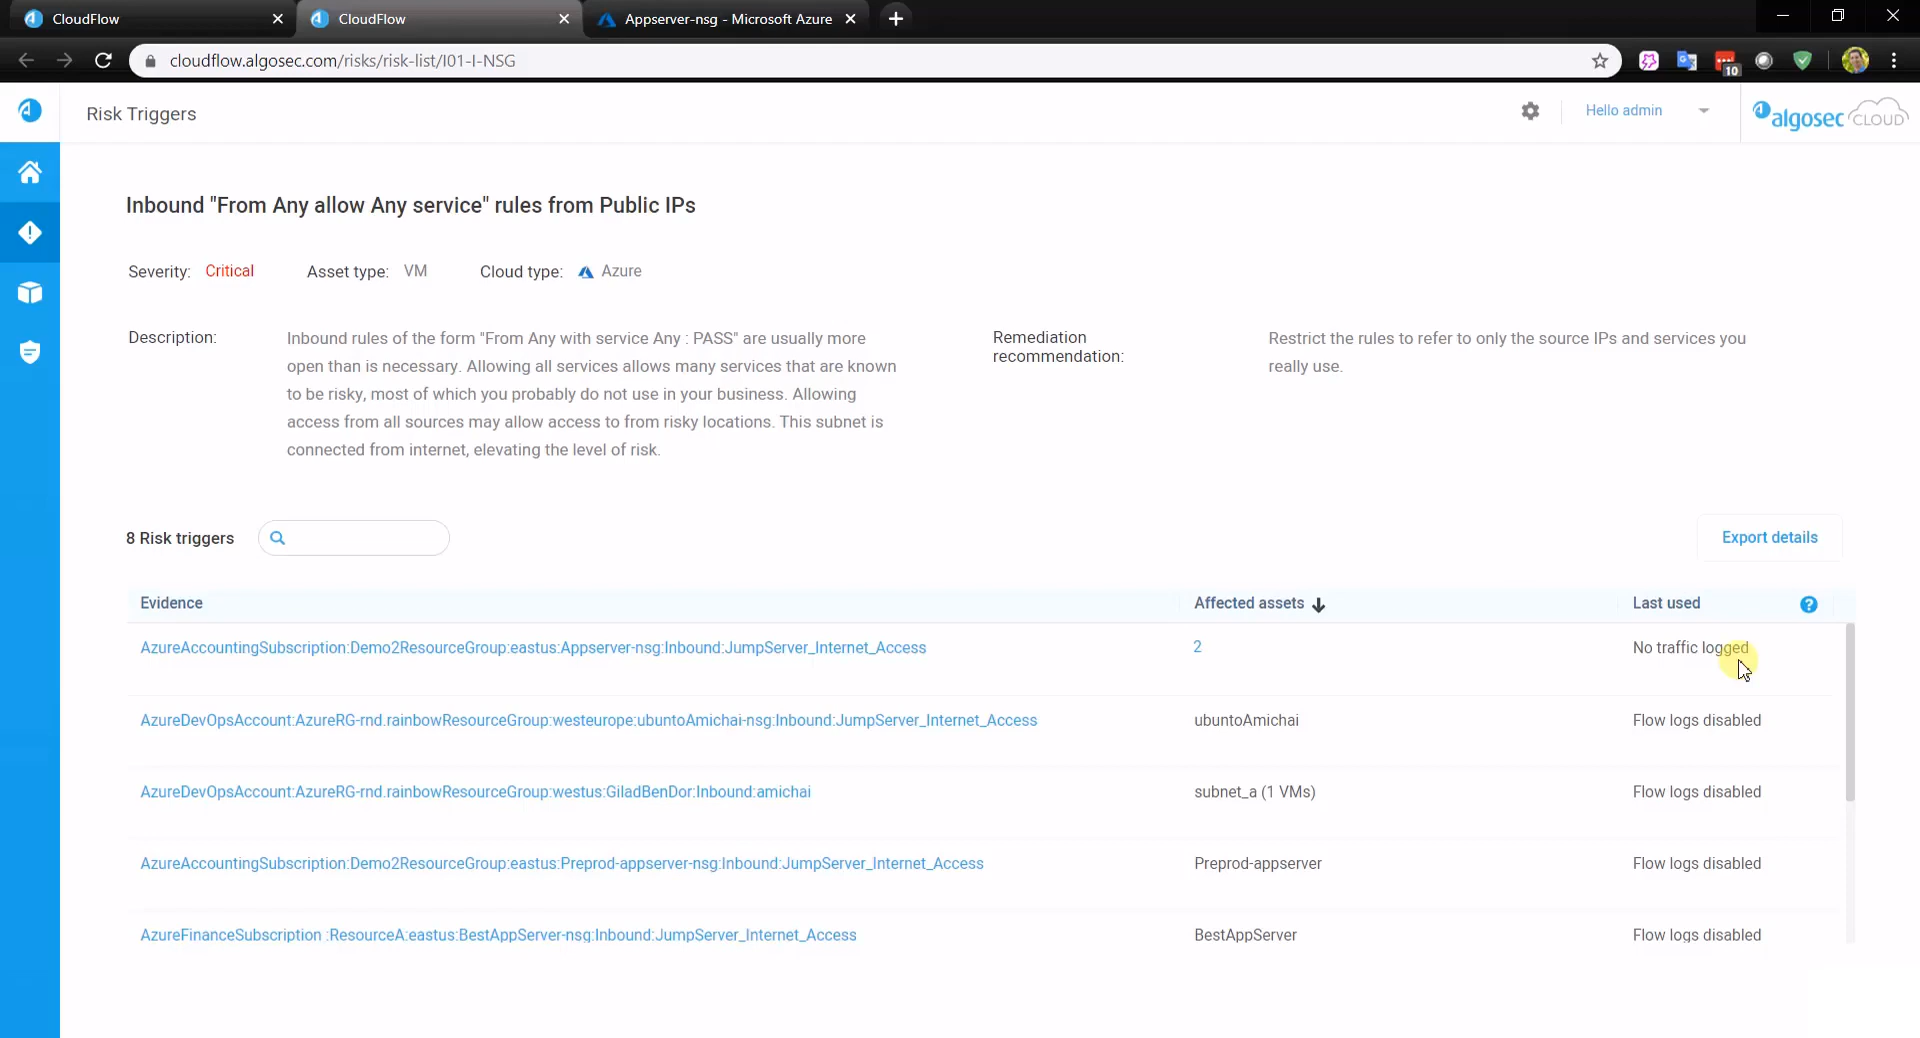 CloudFlow
CloudFlow
Appserver-nsg - Microsoft Azure
cloudflow.algosec.com/risks/risk-list/I01-I-NSG
10
Risk Triggers
Hello admin
algosec CLOUD
Inbound "From Any allow Any service" rules from Public IPs
Severity: Critical Asset type: VM Cloud type: Azure
Description:
Inbound rules of the form "From Any with service Any : PASS" are usually more
open than is necessary. Allowing all services allows many services that are known
to be risky, most of which you probably do not use in your business. Allowing
access from all sources may allow access to from risky locations. This subnet is
connected from internet, elevating the level of risk.
Remediation
recommendation:
Restrict the rules to refer to only the source IPs and services you
really use.
8 Risk triggers
Export details
Evidence Affected assets Last used ?
AzureAccountingSubscription:Demo2ResourceGroup:eastus:Appserver-nsg:Inbound:JumpServer_Internet_Access 2 No traffic logged
AzureDevOpsAccount:AzureRG-rnd.rainbowResourceGroup:westeurope:ubuntoAmichai-nsg:Inbound:JumpServer_Internet_Access ubuntoAmichai Flow logs disabled
AzureDevOpsAccount:AzureRG-rnd.rainbowResourceGroup:westus:GiladBenDor:Inbound:amichai subnet_a (1 VMs) Flow logs disabled
AzureAccountingSubscription:Demo2ResourceGroup:eastus:Preprod-appserver-nsg:Inbound:JumpServer_Internet_Access Preprod-appserver Flow logs disabled
AzureFinanceSubscription :ResourceA:eastus:BestAppServer-nsg:Inbound:JumpServer_Internet_Access BestAppServer Flow logs disabled